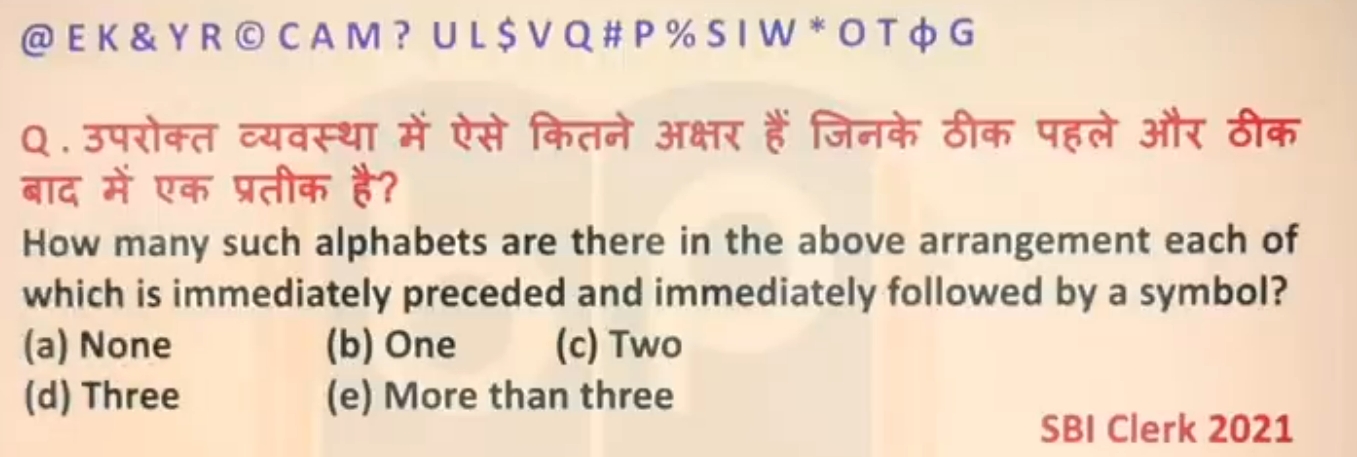 @ E K & Y R © C A M ? U L $ V Q # P % S I W * O T ф G
Q . उपरोक्त व्यवस्था में ऐसे कितने अक्षर हैं जिनके ठीक पहले और ठीक
बाद में एक प्रतीक है?
How many such alphabets are there in the above arrangement each of
which is immediately preceded and immediately followed by a symbol?
(a) None (b) One (c) Two
(d) Three (e) More than three
SBI Clerk 2021